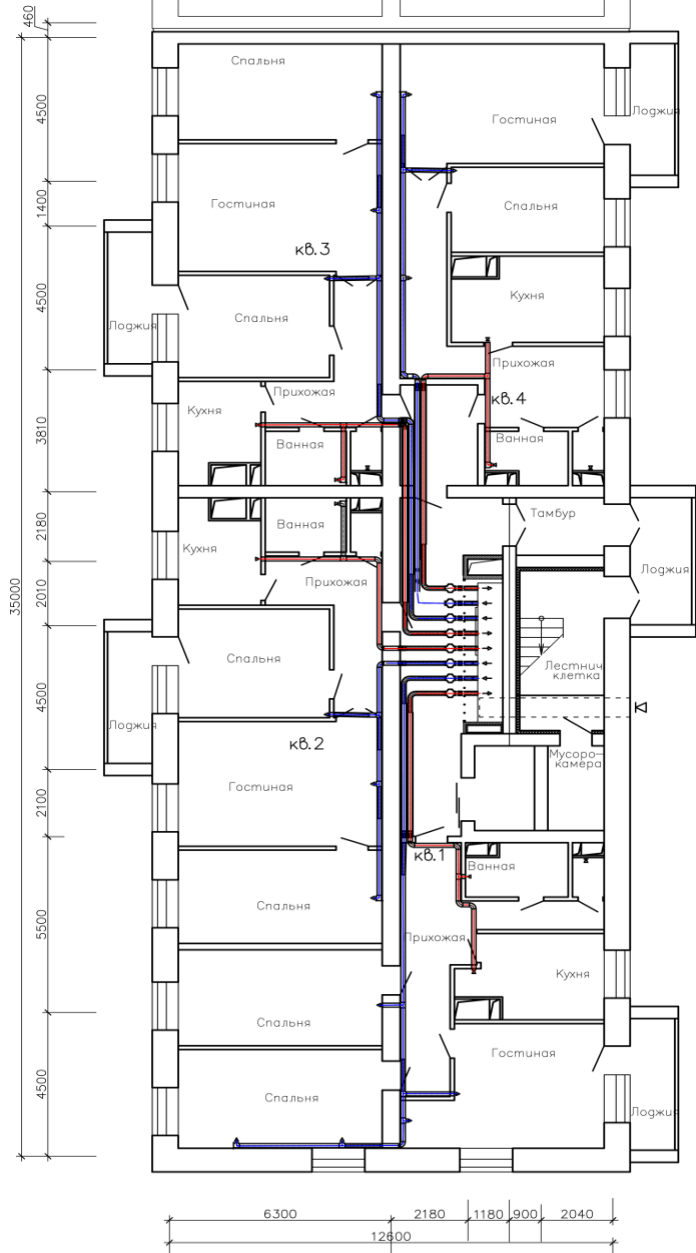 460
Спальня
4500
Гостиная
Лоджия
Гостиная
Спальня
1400
кв.3
4500
Кухня
Спальня
Лоджия
Прихожая
Прихожая
кв.4
Кухня
3810
Ванная
Ванная
Тамбур
Ванная
2180
Кухня
Лоджия
Прихожая
2010
35000
Спальня
Лестнич
клетка
4500
Лоджия
кв.2
Мусоро-
камера
Гостиная
2100
кв.1
Ванная
Спальня
Прихожая
5500
Кухня
Спальня
Гостиная
4500
Спальня
Лоджия
6300
2180
1180
900
2040
12600